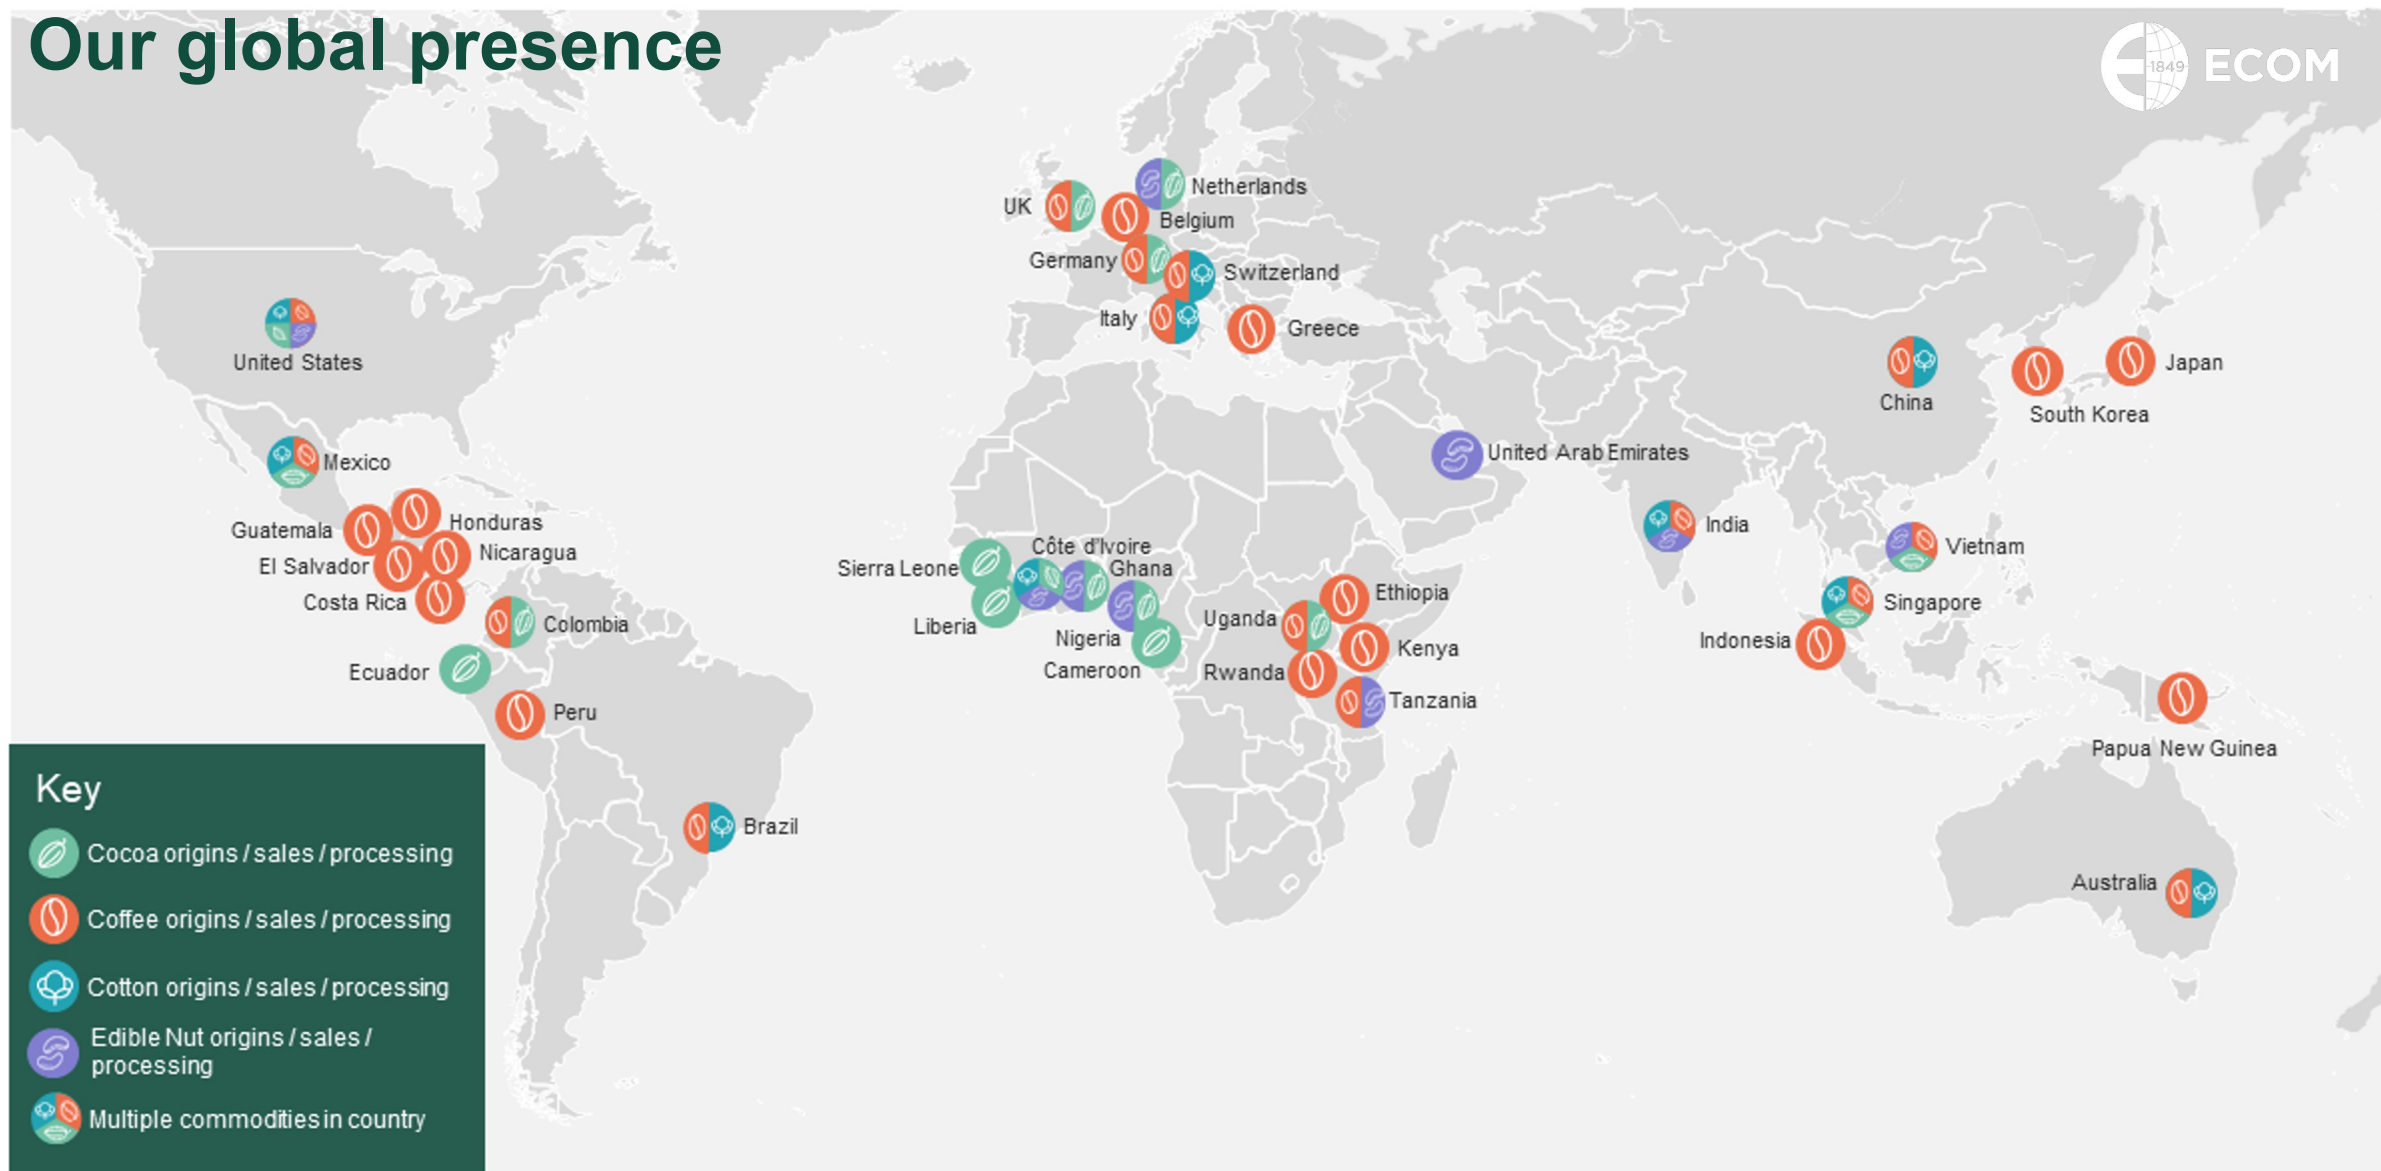 Our global presence
1849
ECOM
Netherlands
UK
Belgium
Germany
Switzerland
Italy
Greece
United States
China
Japan
South Korea
Mexico
United Arab Emirates
Guatemala
Honduras
El Salvador
Nicaragua
Costa Rica
Colombia
Ecuador
Peru
Brazil
Sierra Leone
Côte d'Ivoire
Ghana
Liberia
Nigeria
Cameroon
Uganda
Ethiopia
Kenya
Rwanda
Tanzania
India
Vietnam
Singapore
Indonesia
Papua New Guinea
Australia
Key
Cocoa origins / sales / processing
Coffee origins / sales / processing
Cotton origins / sales / processing
Edible Nut origins / sales /
processing
Multiple commodities in country